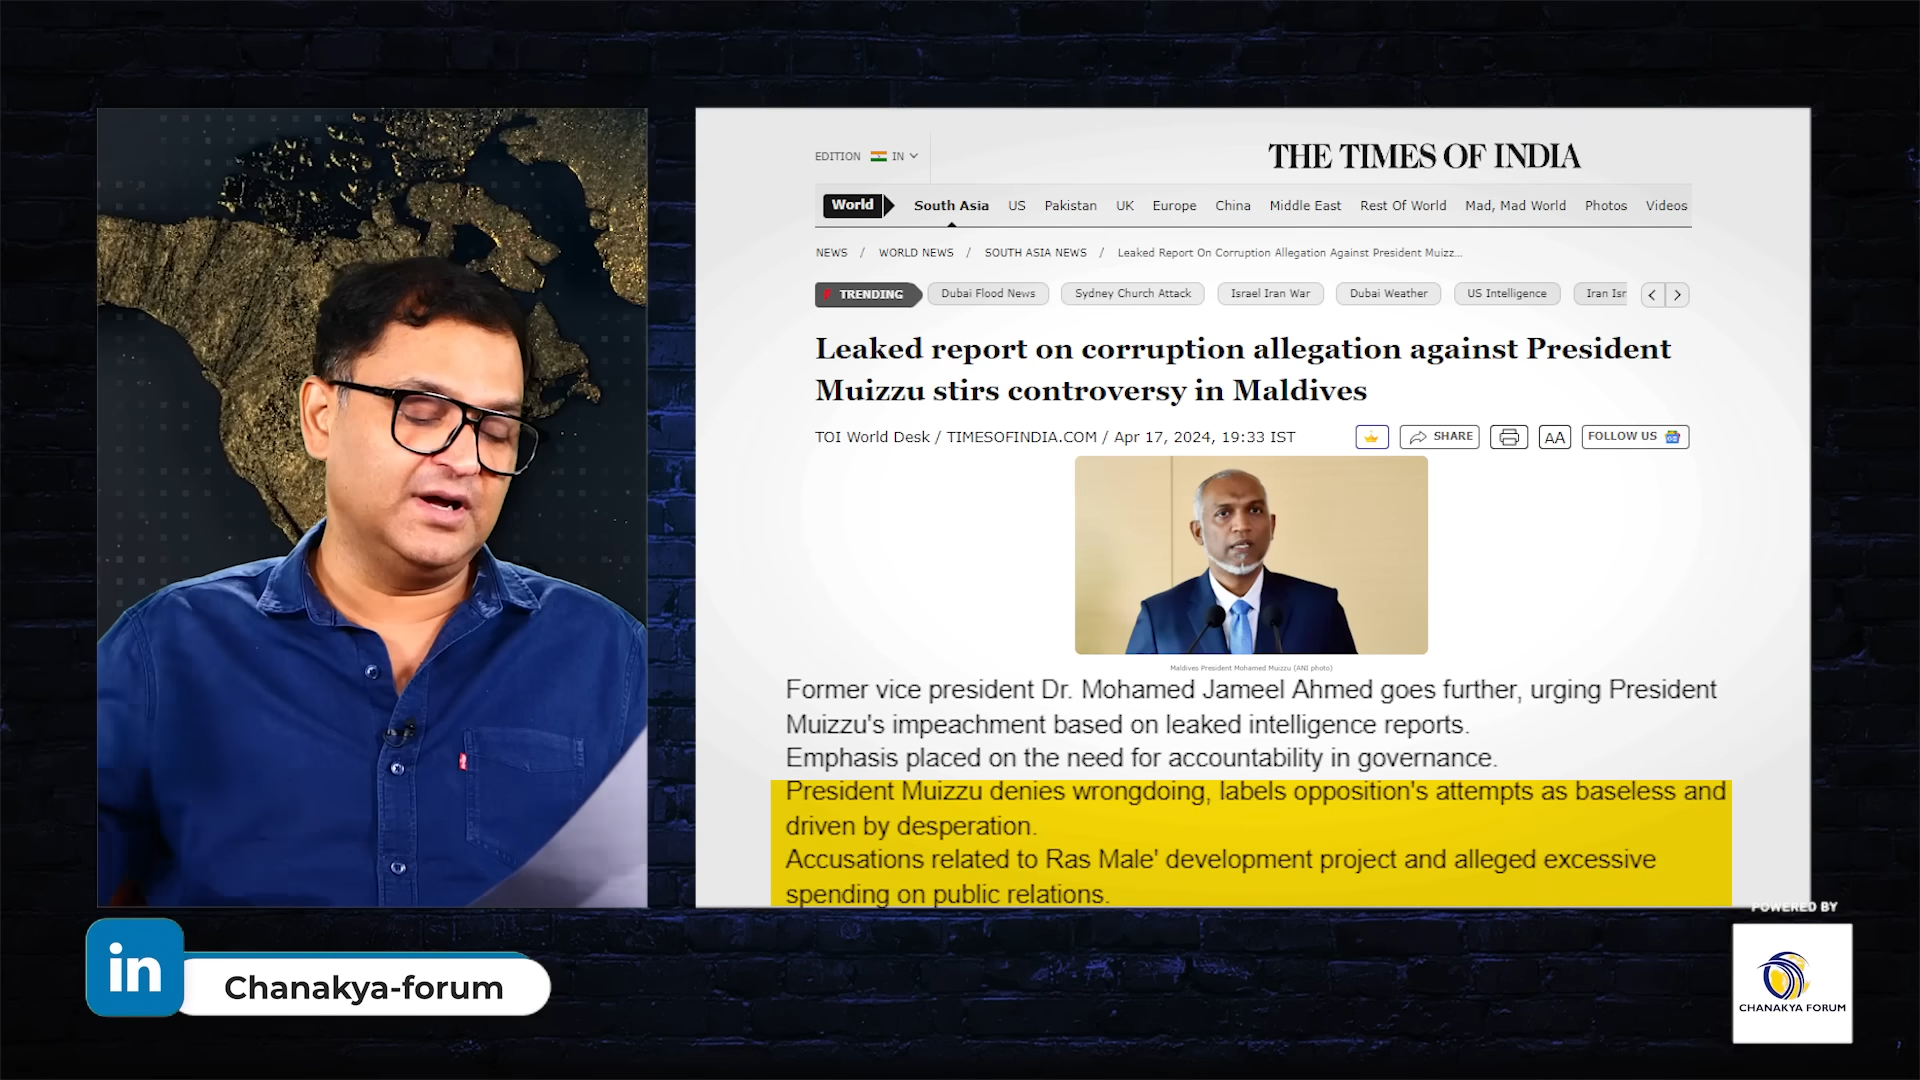 EDITION IN
THE TIMES OF INDIA
World South Asia US Pakistan UK Europe China Middle East Rest Of World Mad, Mad World Photos Videos
NEWS / WORLD NEWS / SOUTH ASIA NEWS / Leaked Report On Corruption Allegation Against President Muizz...
# TRENDING Dubai Flood News Sydney Church Attack Israel Iran War Dubai Weather US Intelligence Iran Isr
Leaked report on corruption allegation against President
Muizzu stirs controversy in Maldives
TOI World Desk / TIMESOFINDIA.COM / Apr 17, 2024, 19:33 IST SHARE AA FOLLOW US
Maldives President Mohamed Muizzu (ANI photo)
Former vice president Dr. Mohamed Jameel Ahmed goes further, urging President
Muizzu's impeachment based on leaked intelligence reports.
Emphasis placed on the need for accountability in governance.
President Muizzu denies wrongdoing, labels opposition's attempts as baseless and
driven by desperation.
Accusations related to Ras Male' development project and alleged excessive
spending on public relations.
in Chanakya-forum
POWERED BY
CHANAKYA FORUM